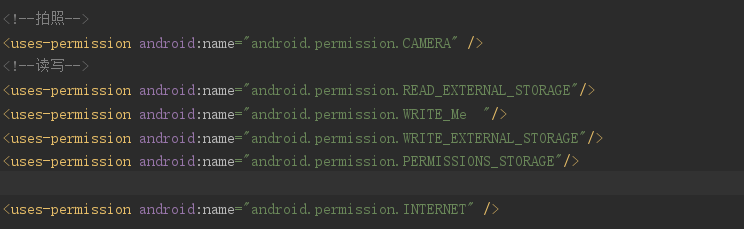 <!--拍照-->
<uses-permission android:name="android.permission.CAMERA" />
<!--读写-->
<uses-permission android:name="android.permission.READ_EXTERNAL_STORAGE"/>
<uses-permission android:name="android.permission.WRITE_Me  "/>
<uses-permission android:name="android.permission.WRITE_EXTERNAL_STORAGE"/>
<uses-permission android:name="android.permission.PERMISSIONS_STORAGE"/>
<uses-permission android:name="android.permission.INTERNET" />